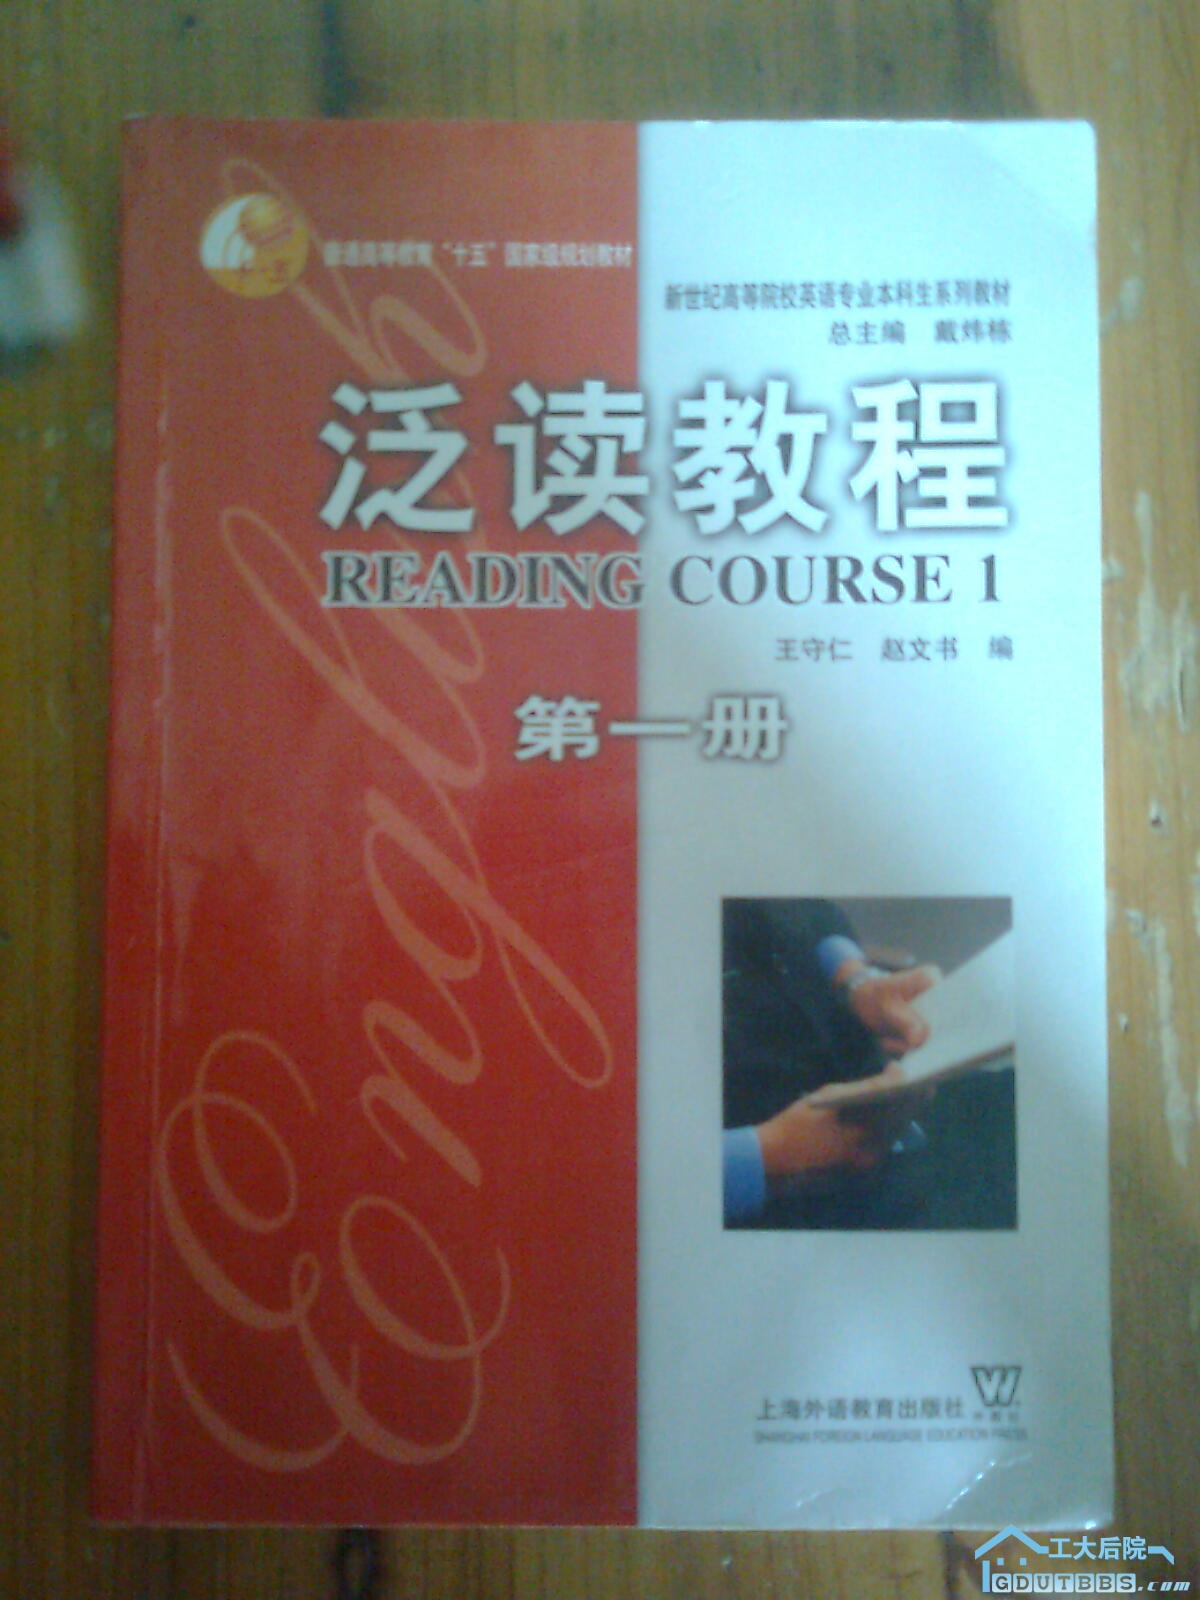 普通高等教育“十五”国家级规划教材
新世纪高等院校英语专业本科生系列教材
总主编 戴炜栋
泛读教程
READING COURSE 1
王守仁 赵文书 编
第一册
English
上海外语教育出版社
SHANGHAI FOREIGN LANGUAGE EDUCATION PRESS
W
外教社
工大后院
GDUTBBS.com